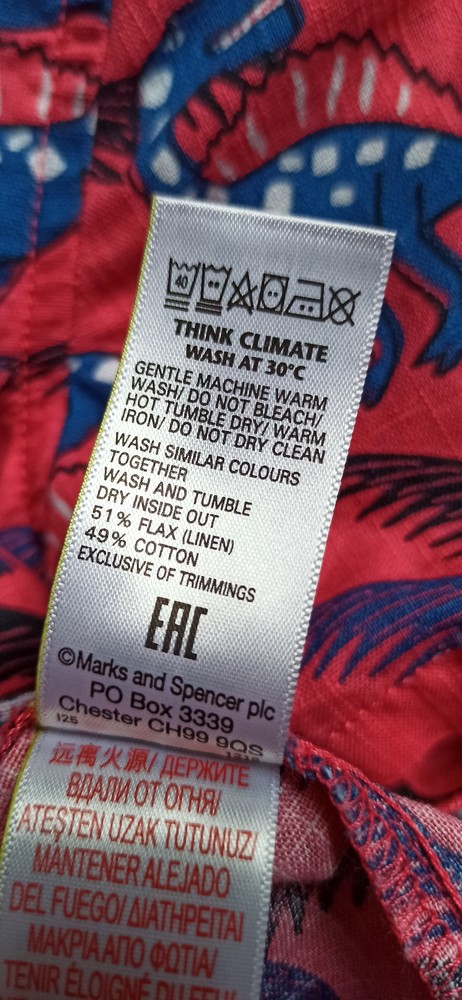 40
THINK CLIMATE
WASH AT 30°C
GENTLE MACHINE WARM
WASH/ DO NOT BLEACH/
HOT TUMBLE DRY/ WARM
IRON/ DO NOT DRY CLEAN
WASH SIMILAR COLOURS
TOGETHER
WASH AND TUMBLE
DRY INSIDE OUT
51% FLAX (LINEN)
49% COTTON
EXCLUSIVE OF TRIMMINGS
EAC
©Marks and Spencer plc
PO Box 3339
Chester CH99 9QS
125
远离火源/ ДЕРЖИТЕ
ВДАЛИ ОТ ОГНЯ/
ATEŞTEN UZAK TUTUNUZ/
MANTENER ALEJADO
DEL FUEGO/ ΔΙΑΤΗΡΕΙΤΑΙ
ΜΑΚΡΙΑ ΑΠΟ ΦΩΤΙΑ/
TENIR ÉLOIGNÉ DU FEU/